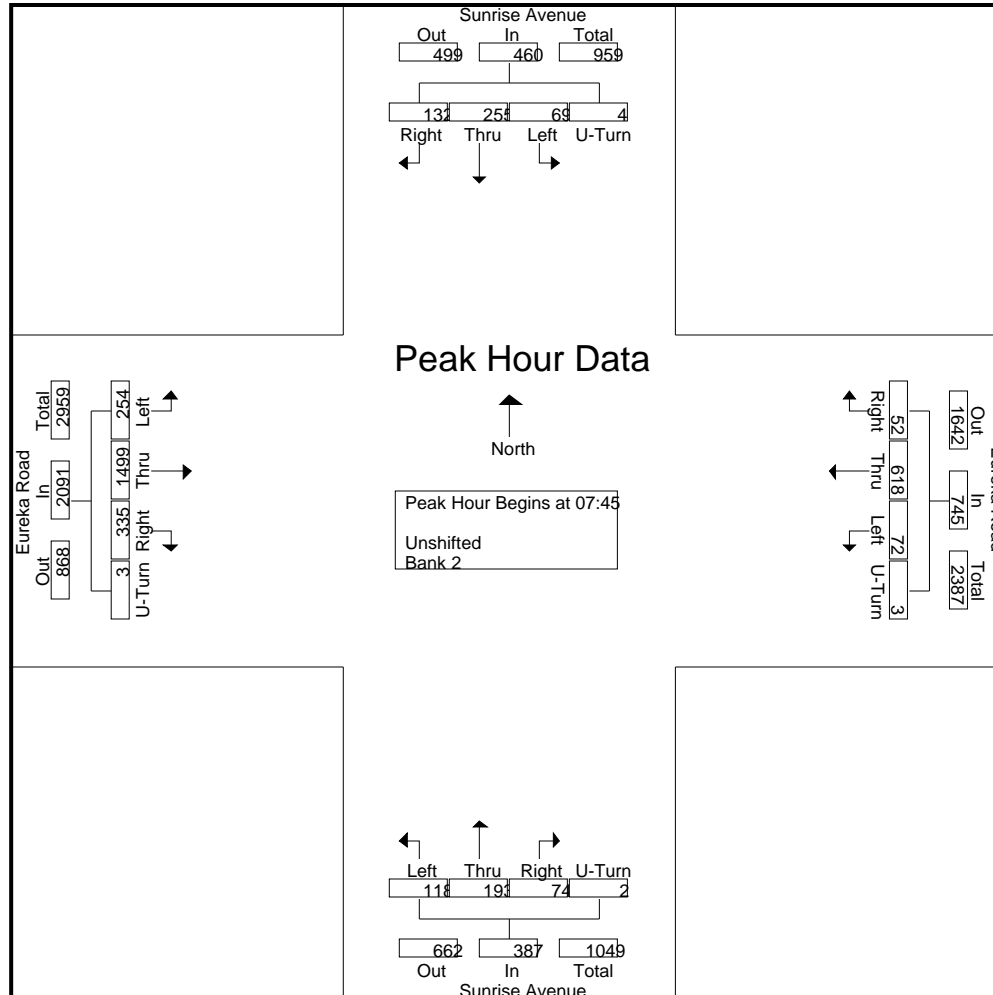 Sunrise Avenue
Out In Total
499 460 959
132 255 69 4
Right Thru Left U-Turn
Peak Hour Data
North
Peak Hour Begins at 07:45
Unshifted
Bank 2
Eureka Road
Total In Out
2959 2091 868
254 1499 335 3
Left Thru Right U-Turn
Right Thru Left U-Turn
52 618 72 3
Out In Total
1642 745 2387
Eureka Road
Left Thru Right U-Turn
118 193 74 2
662 387 1049
Out In Total
Sunrise Avenue